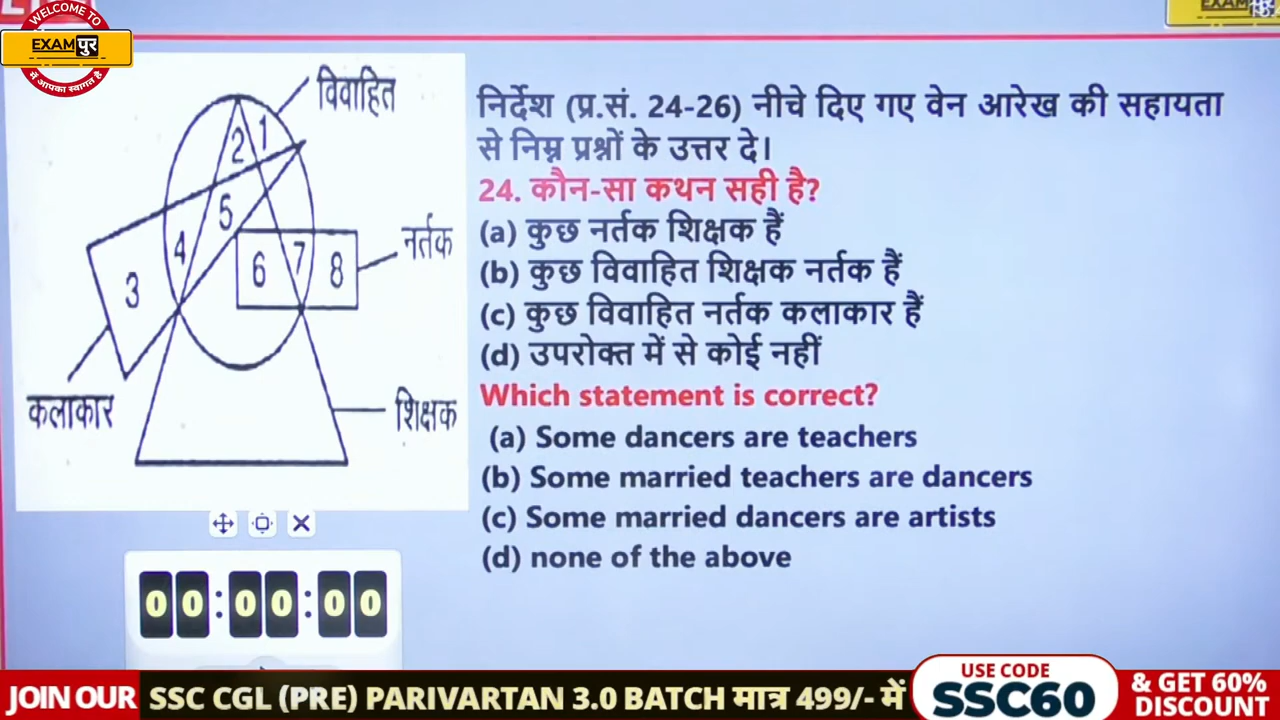 WELCOME TO
EXAMपुर
में आपका स्वागत है
विवाहित
2
1
5
4
6
7
8
3
नर्तक
कलाकार
शिक्षक
निर्देश (प्र.सं. 24-26) नीचे दिए गए वेन आरेख की सहायता
से निम्न प्रश्नों के उत्तर दे।
24. कौन-सा कथन सही है?
(a) कुछ नर्तक शिक्षक हैं
(b) कुछ विवाहित शिक्षक नर्तक हैं
(c) कुछ विवाहित नर्तक कलाकार हैं
(d) उपरोक्त में से कोई नहीं
Which statement is correct?
(a) Some dancers are teachers
(b) Some married teachers are dancers
(c) Some married dancers are artists
(d) none of the above
00:00:00
JOIN OUR SSC CGL (PRE) PARIVARTAN 3.0 BATCH मात्र 499/- में
USE CODE
SSC60
& GET 60%
DISCOUNT